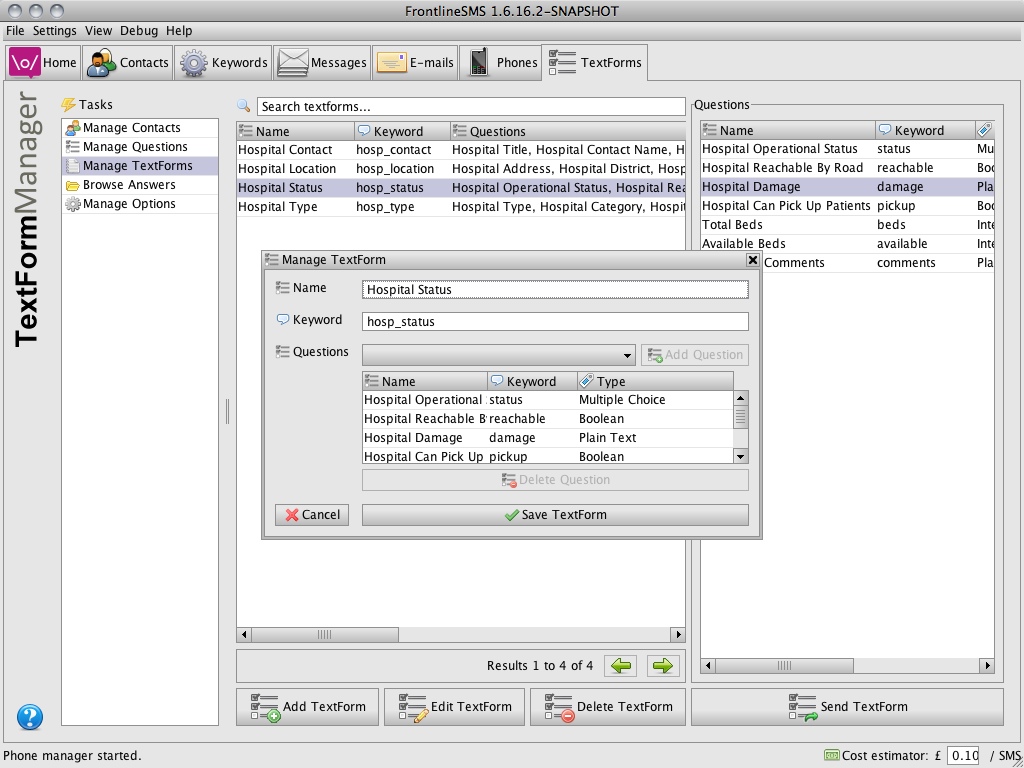 FrontlineSMS 1.6.16.2-SNAPSHOT
File Settings View Debug Help
\o/ Home Contacts Keywords Messages E-mails Phones TextForms
TextFormManager
Tasks
Manage Contacts
Manage Questions
Manage TextForms
Browse Answers
Manage Options
Search textforms...
Name Keyword Questions
Hospital Contact hosp_contact Hospital Title, Hospital Contact Name, H
Hospital Location hosp_location Hospital Address, Hospital District, Hospi
Hospital Status hosp_status Hospital Operational Status, Hospital Rea
Hospital Type hosp_type Hospital Type, Hospital Category, Hospit
Questions
Name Keyword
Hospital Operational Status status Mu
Hospital Reachable By Road reachable Boo
Hospital Damage damage Pla
Hospital Can Pick Up Patients pickup Boo
Total Beds beds Inte
Available Beds available Inte
Comments comments Pla
Manage TextForm
Name Hospital Status
Keyword hosp_status
Questions Add Question
Name Keyword Type
Hospital Operational status Multiple Choice
Hospital Reachable B reachable Boolean
Hospital Damage damage Plain Text
Hospital Can Pick Up pickup Boolean
Delete Question
Cancel Save TextForm
Results 1 to 4 of 4
Add TextForm Edit TextForm Delete TextForm Send TextForm
?
Phone manager started. Cost estimator: £ 0.10 / SMS